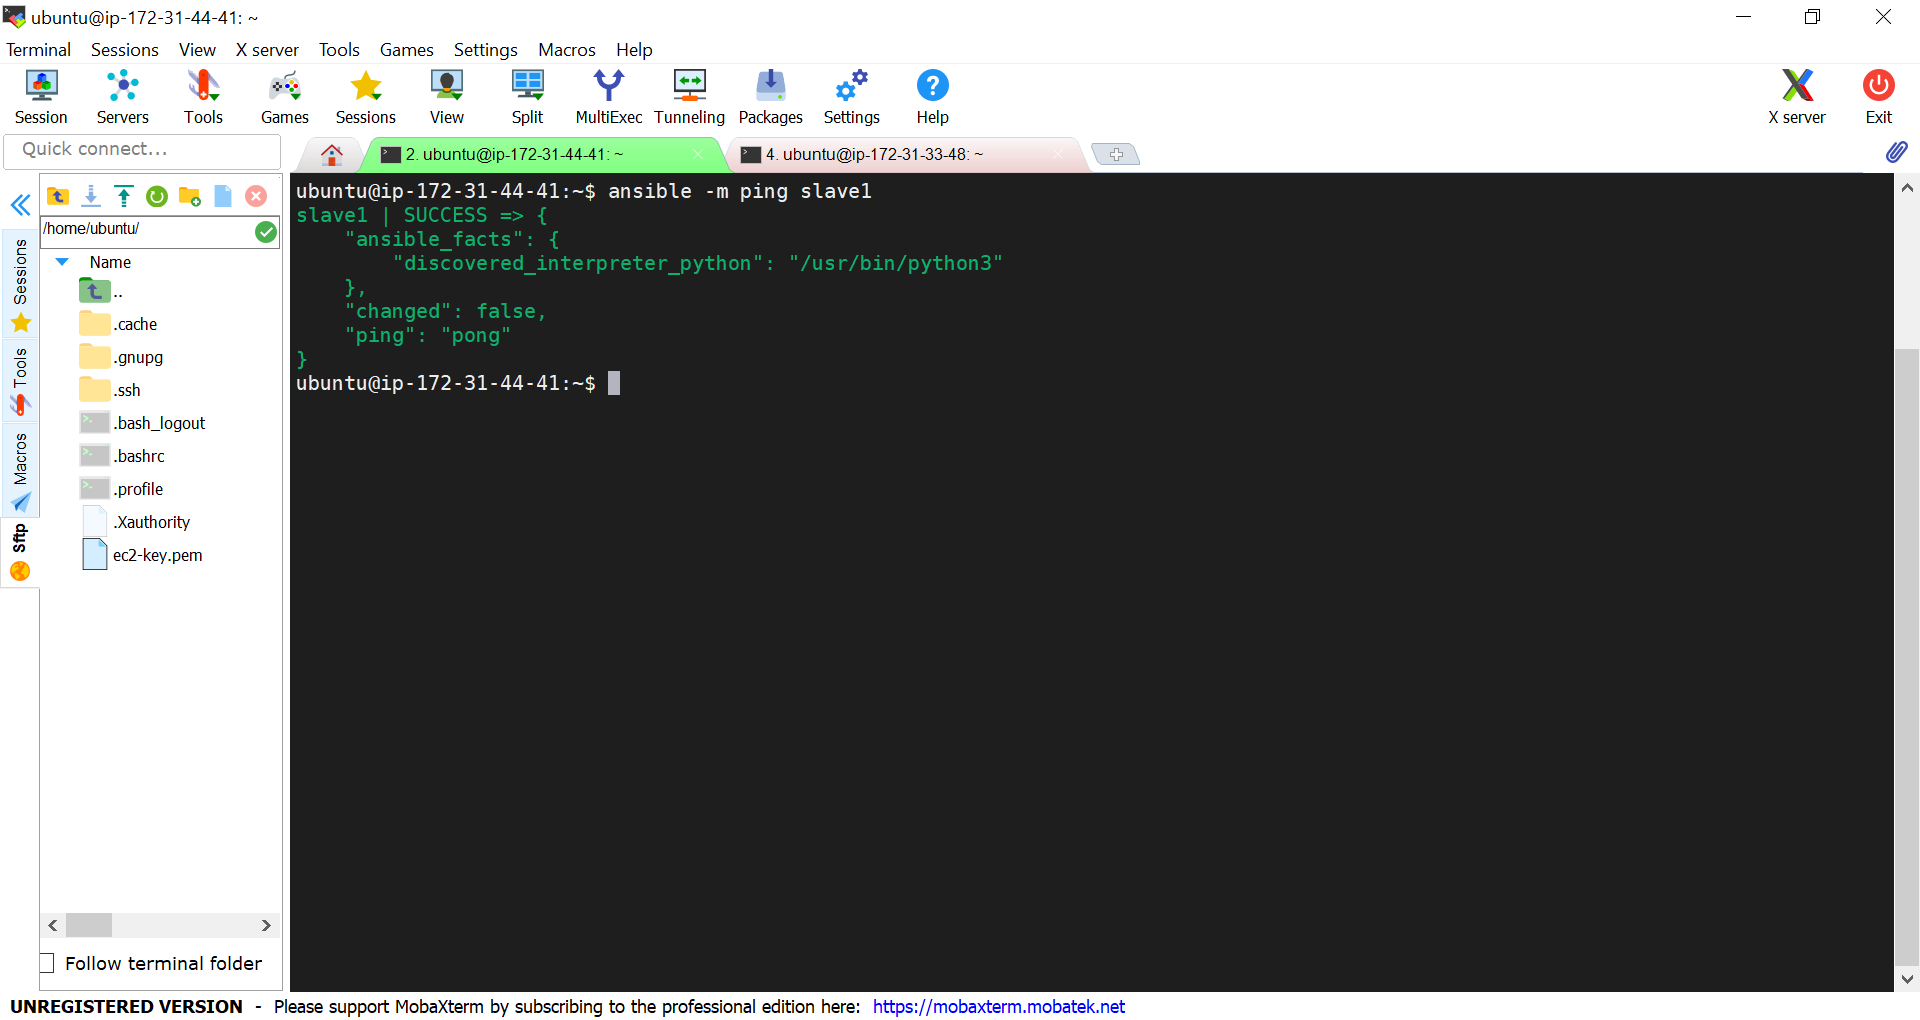 ubuntu@ip-172-31-44-41: ~
Terminal Sessions View X server Tools Games Settings Macros Help
Session Servers Tools Games Sessions View Split MultiExec Tunneling Packages Settings Help X server Exit
Quick connect...
2. ubuntu@ip-172-31-44-41: ~
4. ubuntu@ip-172-31-33-48: ~
Sessions
Tools
Macros
Sftp
/home/ubuntu/
Name
..
.cache
.gnupg
.ssh
.bash_logout
.bashrc
.profile
.Xauthority
ec2-key.pem
Follow terminal folder
ubuntu@ip-172-31-44-41:~$ ansible -m ping slave1
slave1 | SUCCESS => {
    "ansible_facts": {
        "discovered_interpreter_python": "/usr/bin/python3"
    },
    "changed": false,
    "ping": "pong"
}
ubuntu@ip-172-31-44-41:~$
UNREGISTERED VERSION - Please support MobaXterm by subscribing to the professional edition here: https://mobaxterm.mobatek.net